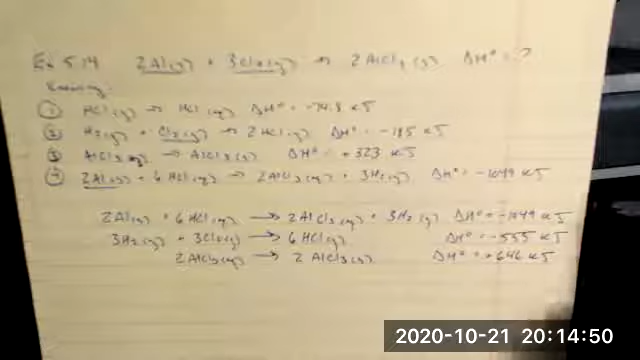 Ex 5.14 2Al(s) + 3Cl₂(g) → 2AlCl₃(s) ΔH° = ?
① HCl(g) → HCl(aq) ΔH° = -74.8 kJ
② H₂(g) + Cl₂(g) → 2HCl(g) ΔH° = -185 kJ
③ AlCl₃(aq) → AlCl₃(s) ΔH° = +323 kJ
④ 2Al(s) + 6HCl(aq) → 2AlCl₃(aq) + 3H₂(g) ΔH° = -1049 kJ
2Al(s) + 6HCl(aq) → 2AlCl₃(aq) + 3H₂(g) ΔH° = -1049 kJ
3H₂(g) + 3Cl₂(g) → 6HCl(g) ΔH° = -555 kJ
2AlCl₃(aq) → 2AlCl₃(s) ΔH° = +646 kJ
2020-10-21 20:14:50